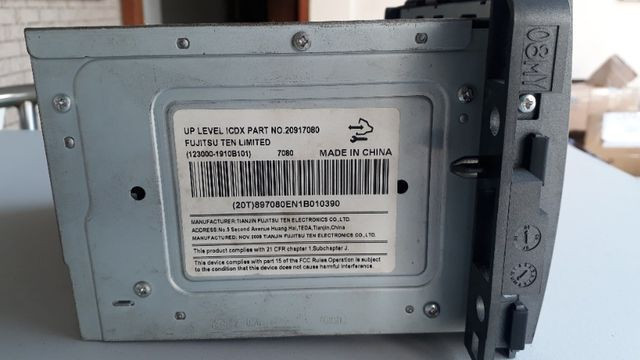 UP LEVEL ICDX PART NO.20917080
FUJITSU TEN LIMITED
(123000-1910B101) 7080 MADE IN CHINA
(20T)897080EN1B010390
MANUFACTURER:TIANJIN FUJITSU TEN ELECTRONICS CO.,LTD.
ADDRESS:No.5 Second Avenue Huang Hai,TEDA,Tianjin,China
MANUFACTURED: NOV 2008 TIANJIN FUJITSU TEN ELECTRONICS CO.,LTD.
This product complies with 21 CFR chapter 1,Subchapter J.
This device complies with part 15 of the FCC Rules Operation is subject
to the condition that this device does not cause harmful interference.
08MY